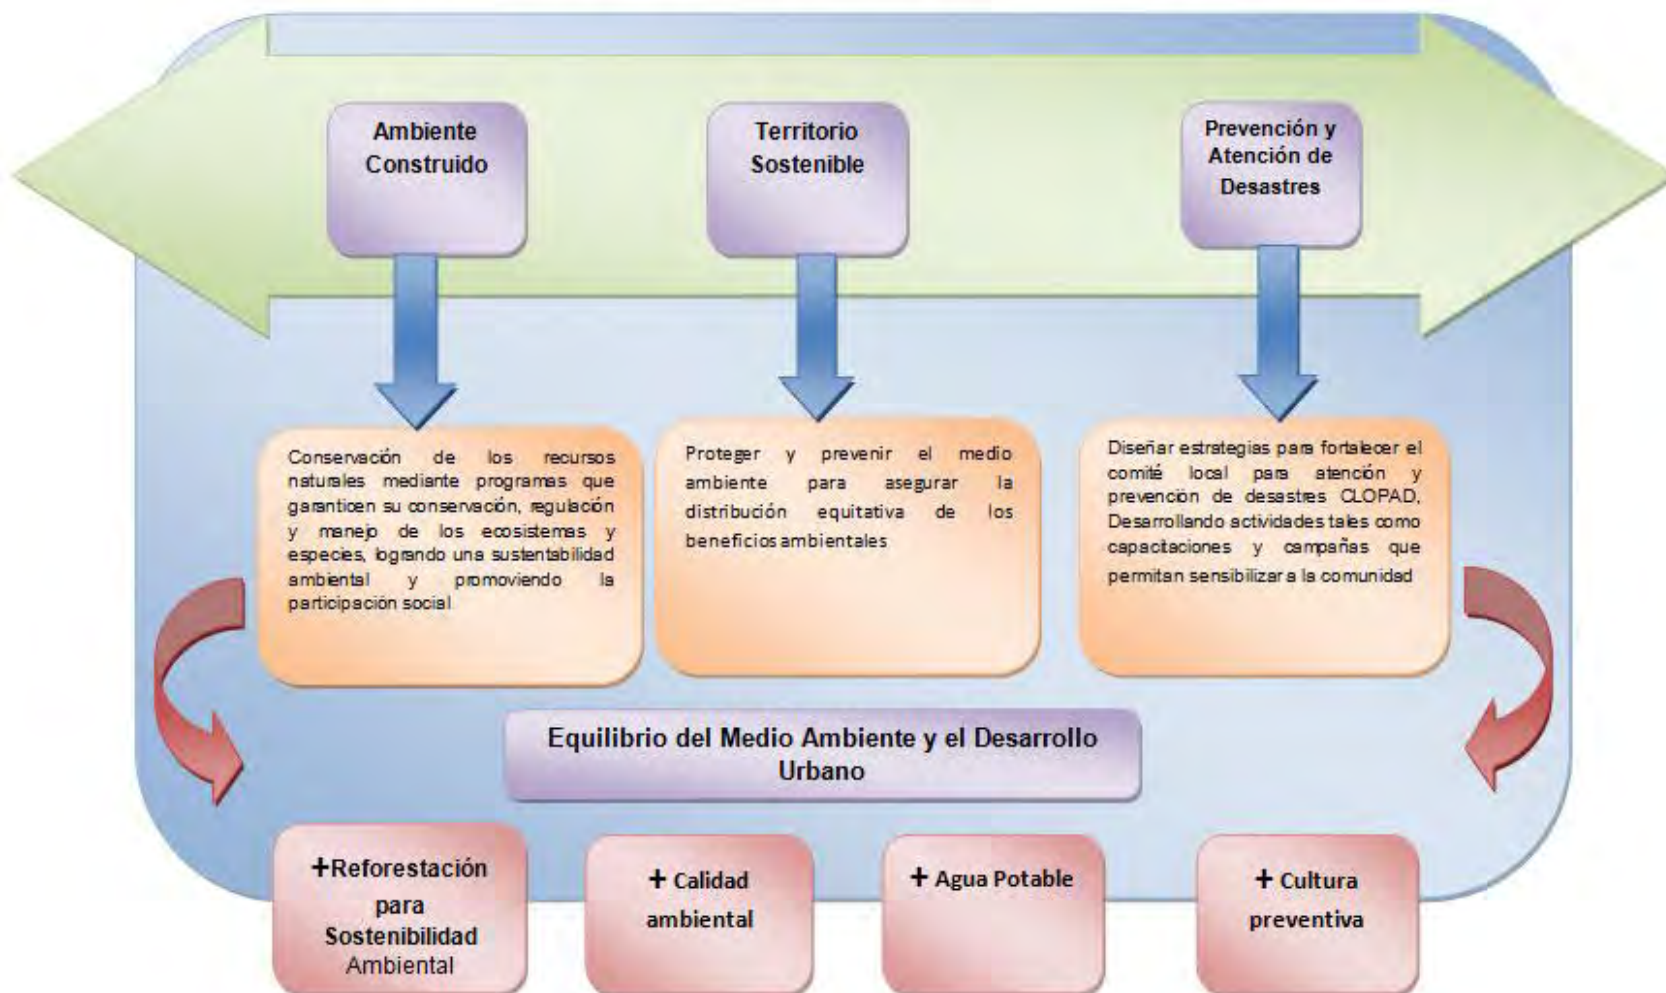 Ambiente
Construido
Territorio
Sostenible
Prevención y
Atención de
Desastres
Conservación de los recursos
naturales mediante programas que
garanticen su conservación, regulación
y manejo de los ecosistemas y
especies, logrando una sustentabilidad
ambiental y promoviendo la
participación social
Proteger y prevenir el medio
ambiente para asegurar la
distribución equitativa de los
beneficios ambientales
Diseñar estrategias para fortalecer el
comité local para atención y
prevención de desastres CLOPAD,
Desarrollando actividades tales como
capacitaciones y campañas que
permitan sensibilizar a la comunidad
Equilibrio del Medio Ambiente y el Desarrollo
Urbano
+Reforestación
para
Sostenibilidad
Ambiental
+ Calidad
ambiental
+ Agua Potable
+ Cultura
preventiva